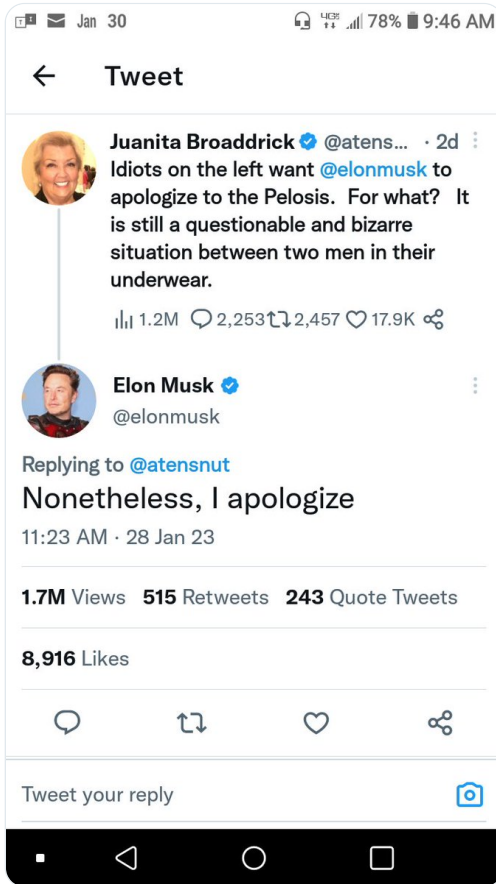 Jan 30 4G 78% 9:46 AM
Tweet
Juanita Broaddrick @atens... · 2d
Idiots on the left want @elonmusk to
apologize to the Pelosis. For what? It
is still a questionable and bizarre
situation between two men in their
underwear.
1.2M 2,253 2,457 17.9K
Elon Musk
@elonmusk
Replying to @atensnut
Nonetheless, I apologize
11:23 AM · 28 Jan 23
1.7M Views 515 Retweets 243 Quote Tweets
8,916 Likes
Tweet your reply